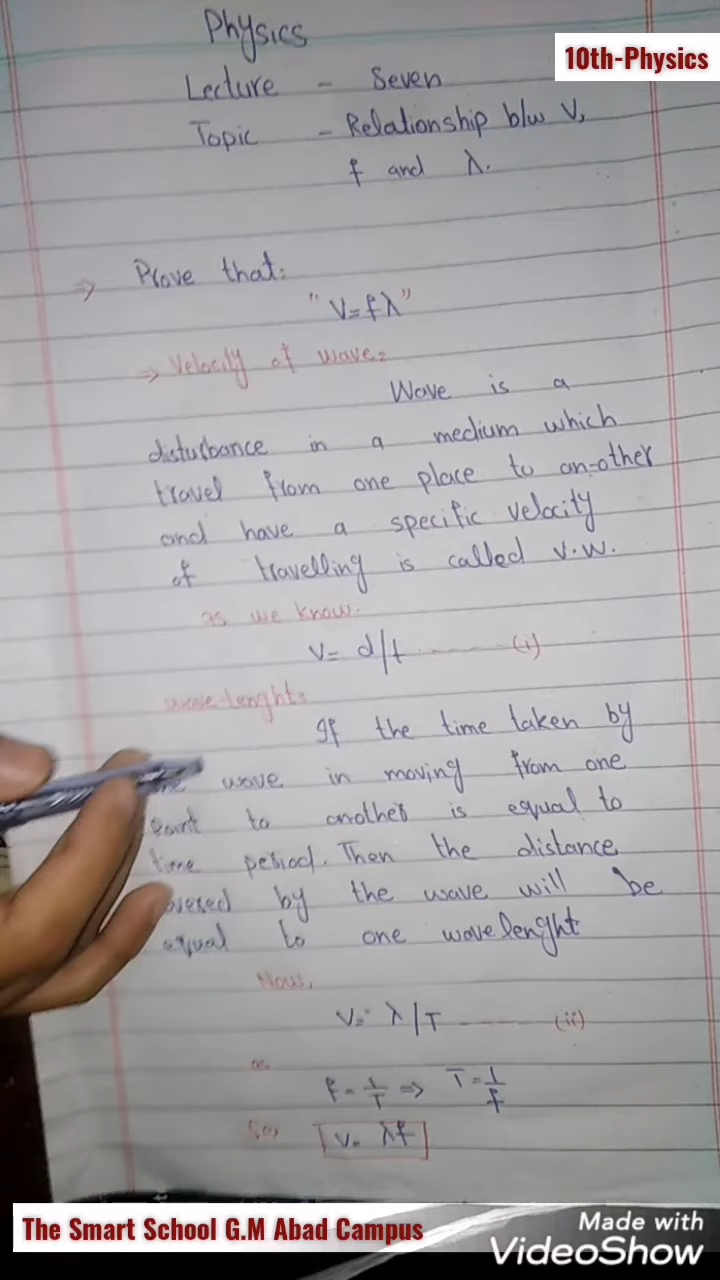 Physics
10th-Physics
Lecture - Seven
Topic - Relationship b/w V,
f and λ.
⇒ Prove that:
"V=fλ"
⇒ Velocity of wave:
Wave is a
disturbance in a medium which
travel from one place to an-other
and have a specific velocity
of travelling is called v.w.
as we know.
V= d/t ------- (i)
wave-lenght:
If the time taken by
wave in moving from one
to another is equal to
time period. Then the distance
by the wave will be
equal to one wavelenght
Now,
V= λ/T ------- (ii)
as
f = 1/T ⇒ T = 1/f
So, V= λf
The Smart School G.M Abad Campus
Made with
VideoShow